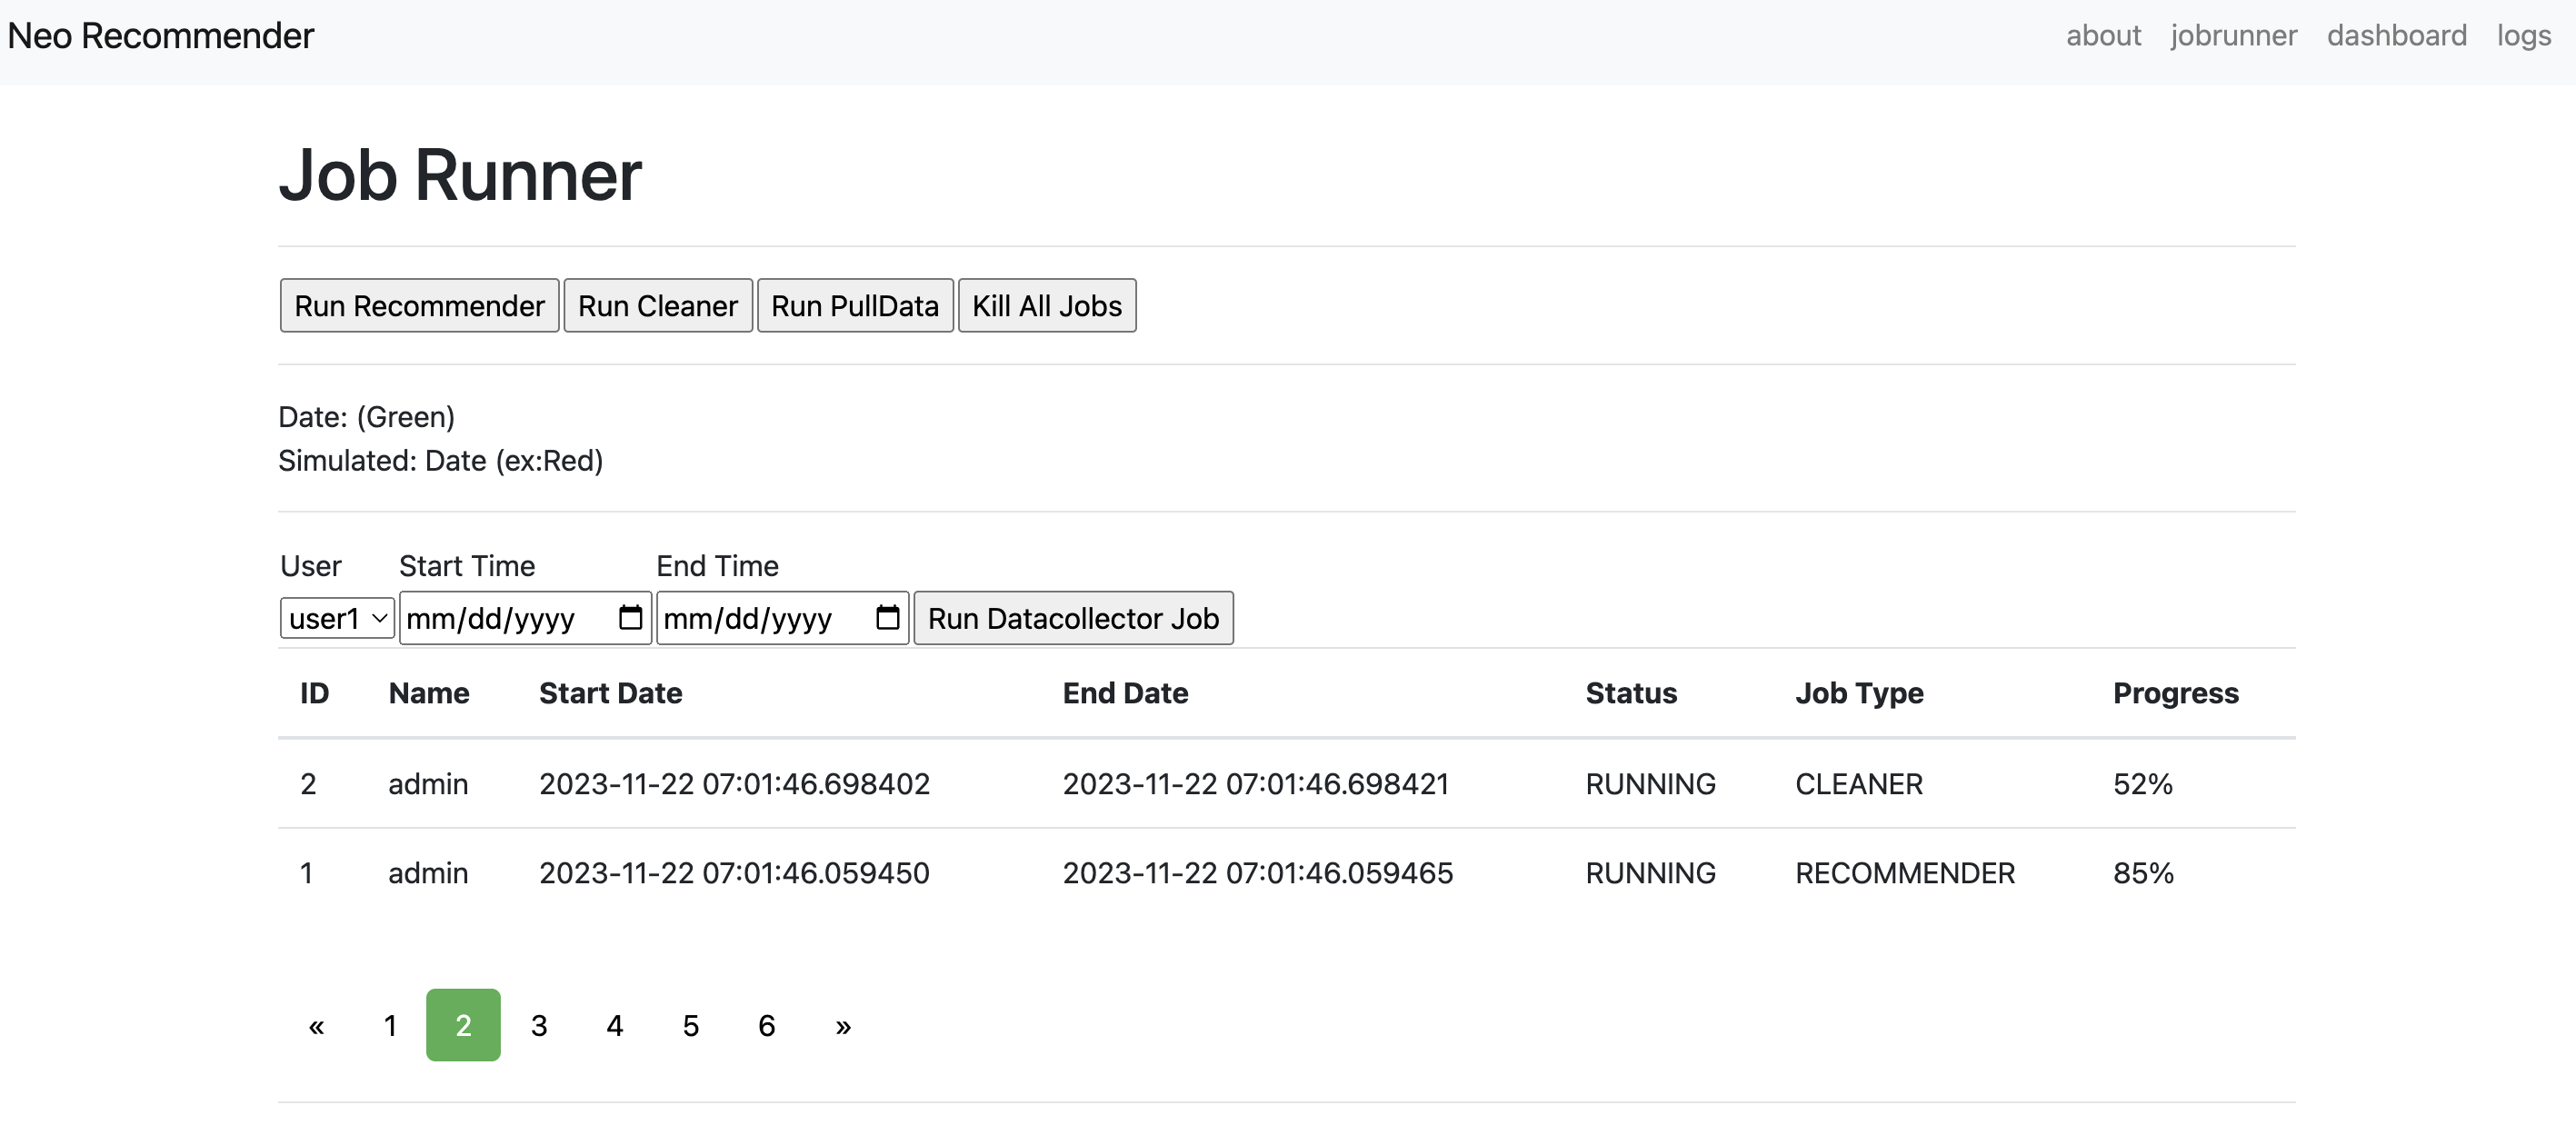 Neo Recommender about jobrunner dashboard logs
Job Runner
Run Recommender Run Cleaner Run PullData Kill All Jobs
Date: (Green)
Simulated: Date (ex:Red)
User Start Time End Time
user1 mm/dd/yyyy mm/dd/yyyy Run Datacollector Job
ID Name Start Date End Date Status Job Type Progress
2 admin 2023-11-22 07:01:46.698402 2023-11-22 07:01:46.698421 RUNNING CLEANER 52%
1 admin 2023-11-22 07:01:46.059450 2023-11-22 07:01:46.059465 RUNNING RECOMMENDER 85%
« 1 2 3 4 5 6 »